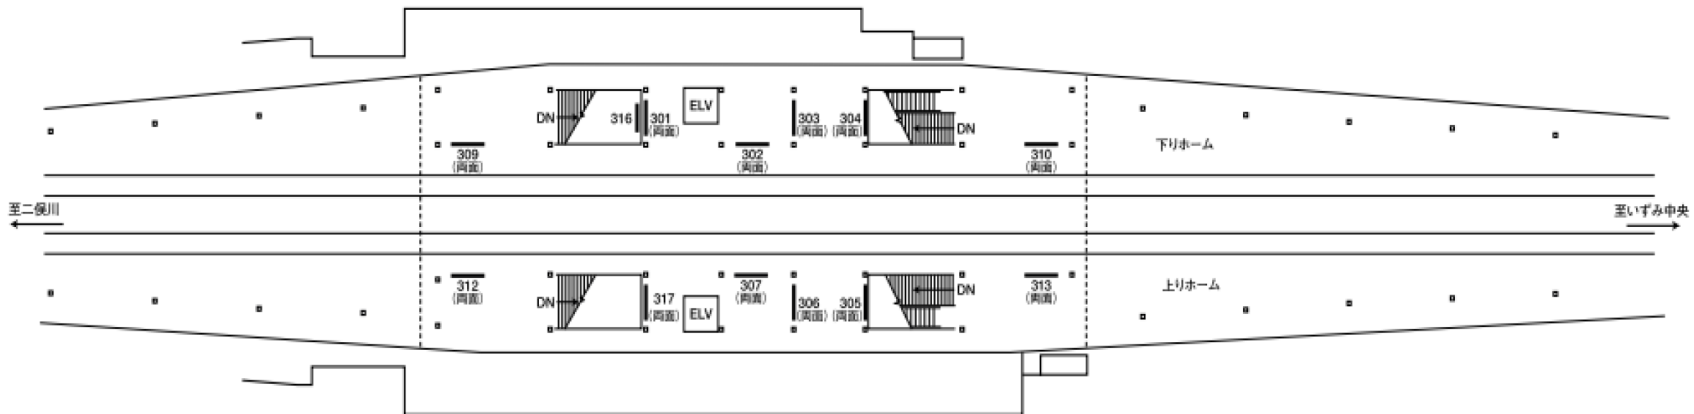 ELV
DN
316
301
(両面)
303
(両面)
304
(両面)
DN
309
(両面)
302
(両面)
310
(両面)
下りホーム
至二俣川
至いずみ中央
312
(両面)
DN
317
(両面)
ELV
307
(両面)
306
(両面)
305
(両面)
DN
313
(両面)
上りホーム